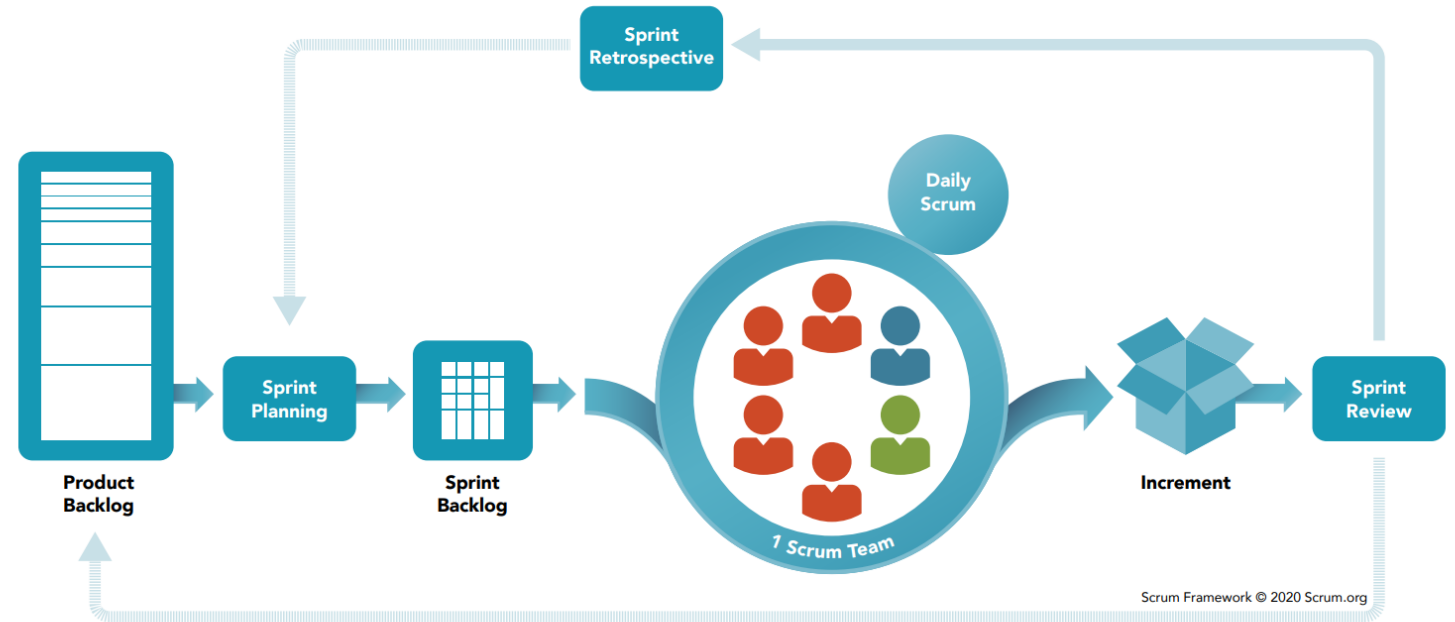 Sprint
Retrospective
Daily
Scrum
Sprint
Planning
Sprint
Review
Product
Backlog
Sprint
Backlog
Increment
1 Scrum Team
Scrum Framework © 2020 Scrum.org